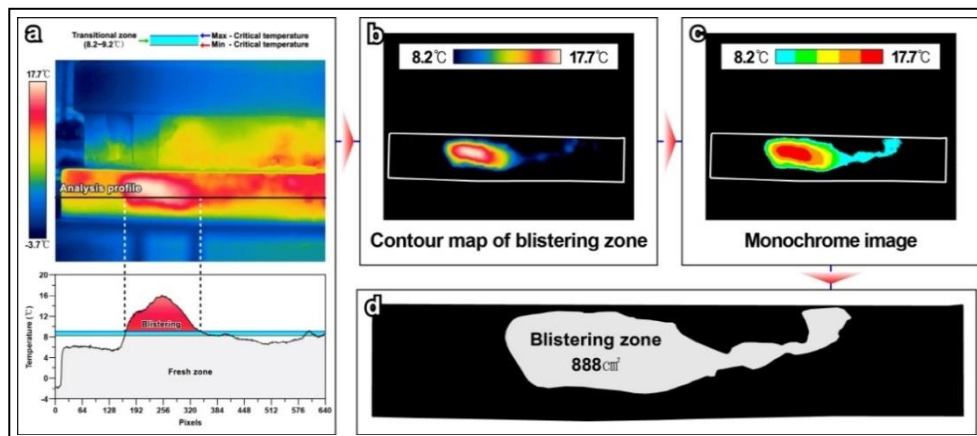 a
Transitional zone
(8.2~9.2℃)
Max - Critical temperature
Min - Critical temperature
17.7℃
-3.7℃
Analysis profile
Temperature (℃)
20
16
12
8
4
0
-4
Blistering
Fresh zone
0 64 128 192 256 320 384 448 512 576 640
Pixels
b
8.2℃ 17.7℃
Contour map of blistering zone
c
8.2℃ 17.7℃
Monochrome image
d
Blistering zone
888㎠